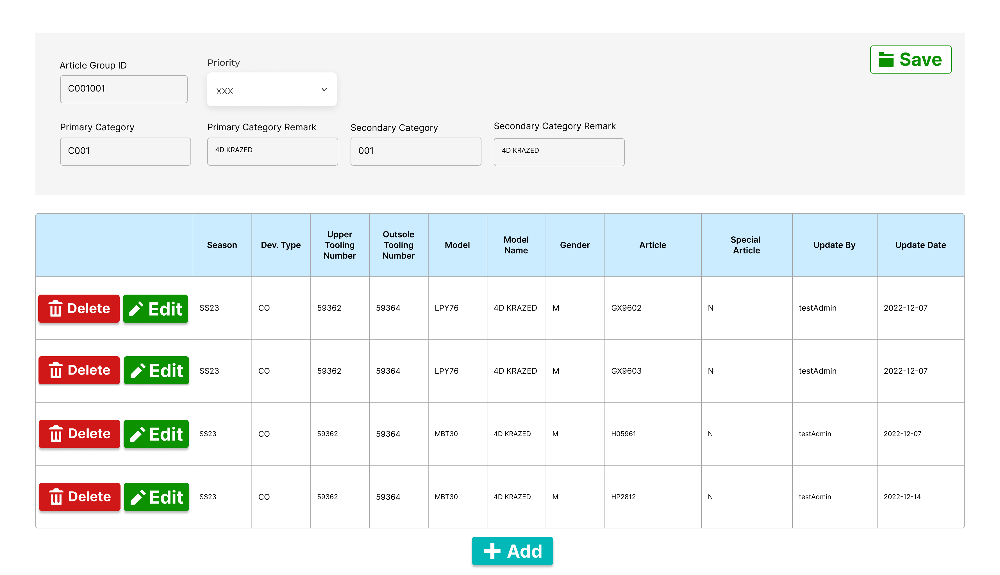 Save
Article Group ID
Priority
C001001
XXX
Primary Category
Primary Category Remark
Secondary Category
Secondary Category Remark
C001
4D KRAZED
001
4D KRAZED
Season
Dev. Type
Upper
Tooling
Number
Outsole
Tooling
Number
Model
Model
Name
Gender
Article
Special
Article
Update By
Update Date
Delete Edit SS23 CO 59362 59364 LPY76 4D KRAZED M GX9602 N testAdmin 2022-12-07
Delete Edit SS23 CO 59362 59364 LPY76 4D KRAZED M GX9603 N testAdmin 2022-12-07
Delete Edit SS23 CO 59362 59364 MBT30 4D KRAZED M H05961 N testAdmin 2022-12-07
Delete Edit SS23 CO 59362 59364 MBT30 4D KRAZED M HP2812 N testAdmin 2022-12-14
Add